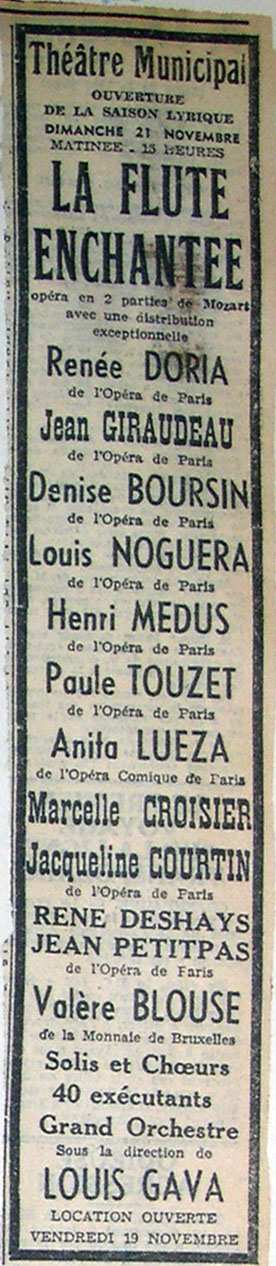 Théâtre Municipal
OUVERTURE
DE LA SAISON LYRIQUE
DIMANCHE 21 NOVEMBRE
MATINEE - 15 HEURES
LA FLUTE
ENCHANTEE
opéra en 2 parties de Mozart
avec une distribution
exceptionnelle
Renée DORIA
de l'Opéra de Paris
Jean GIRAUDEAU
de l'Opéra de Paris
Denise BOURSIN
de l'Opéra de Paris
Louis NOGUERA
de l'Opéra de Paris
Henri MEDUS
de l'Opéra de Paris
Paule TOUZET
de l'Opéra de Paris
Anita LUEZA
de l'Opéra Comique de Paris
Marcelle CROISIER
Jacqueline COURTIN
de l'Opéra de Paris
RENE DESHAYS
JEAN PETITPAS
de l'Opéra de Paris
Valère BLOUSE
de la Monnaie de Bruxelles
Solis et Chœurs
40 exécutants
Grand Orchestre
Sous la direction de
LOUIS GAVA
LOCATION OUVERTE
VENDREDI 19 NOVEMBRE